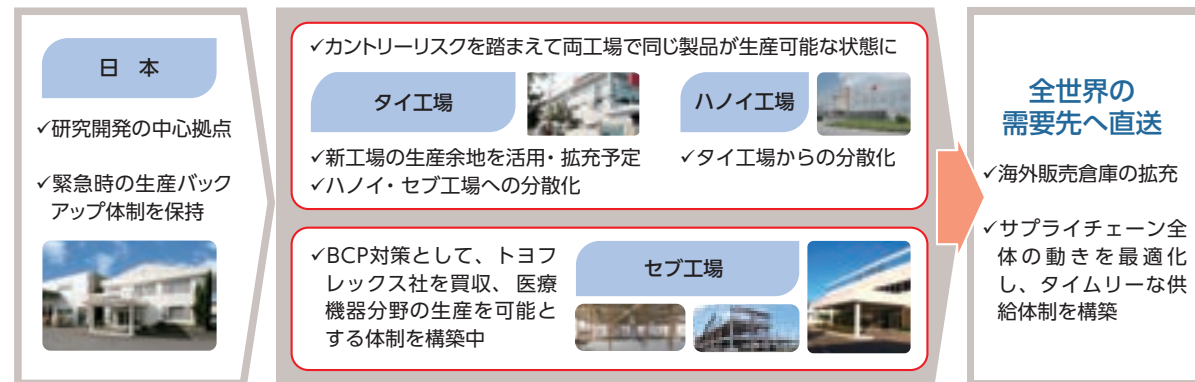 日 本
✓研究開発の中心拠点
✓緊急時の生産バック
アップ体制を保持
✓カントリーリスクを踏まえて両工場で同じ製品が生産可能な状態に
タイ工場
✓新工場の生産余地を活用・拡充予定
✓ハノイ・セブ工場への分散化
ハノイ工場
✓タイ工場からの分散化
✓BCP対策として、トヨフ
レックス社を買収、医療
機器分野の生産を可能と
する体制を構築中
セブ工場
全世界の
需要先へ直送
✓海外販売倉庫の拡充
✓サプライチェーン全
体の動きを最適化
し、タイムリーな供
給体制を構築